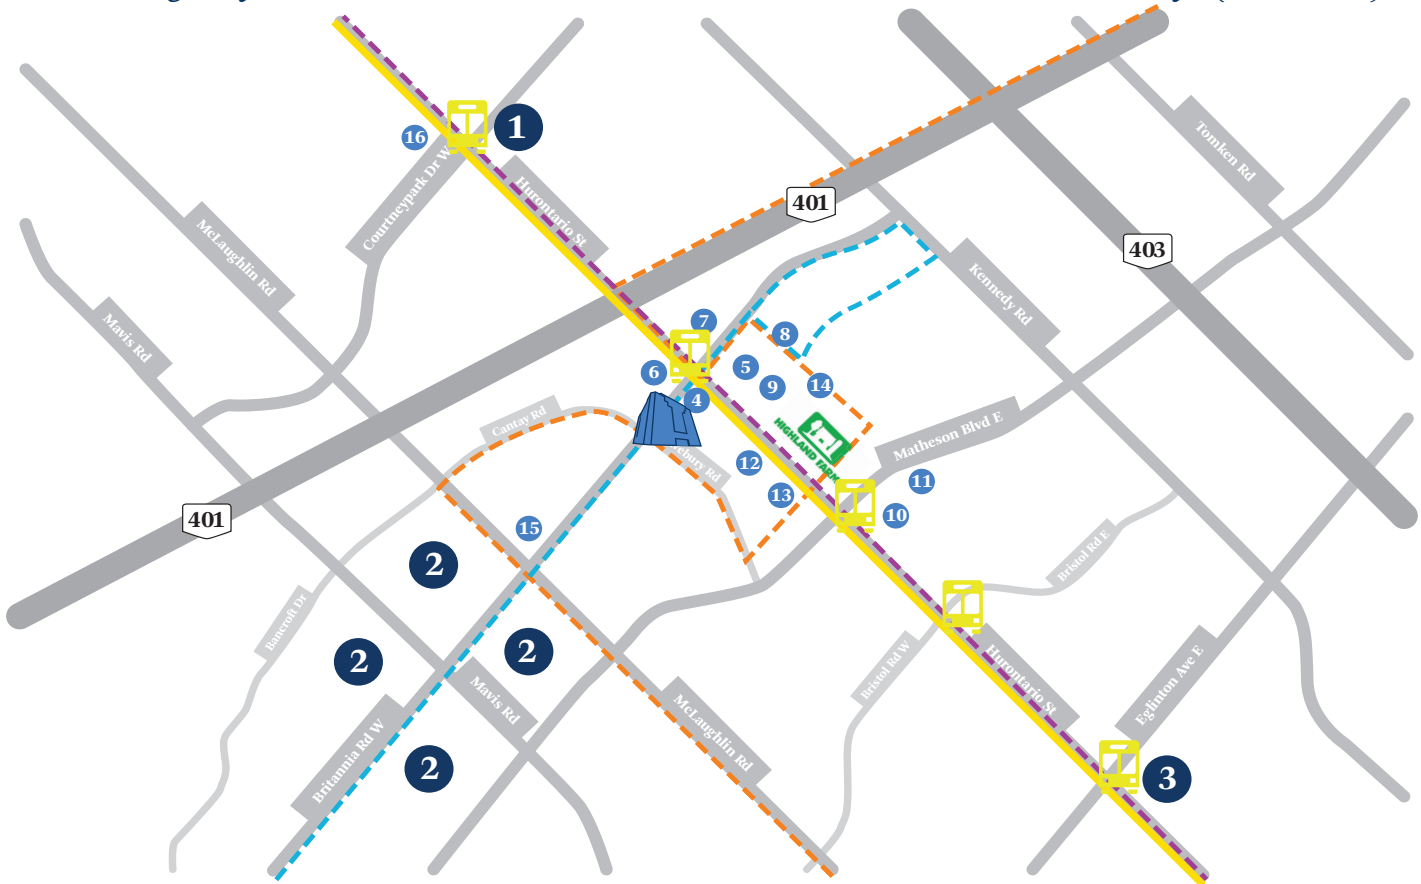 1
16
Tomken Rd
Courtneypark Dr W
Hurontario St
401
403
McLaughlin Rd
Kennedy Rd
Mavis Rd
7
8
6
5
9
14
4
Cantay Rd
HIGHLAND FARM
Matheson Blvd E
12
11
13
10
401
15
2
Bristol Rd E
Bancroft Dr
2
2
Bristol Rd W
Hurontario St
Eglinton Ave E
Mavis Rd
McLaughlin Rd
Britannia Rd W
2
3